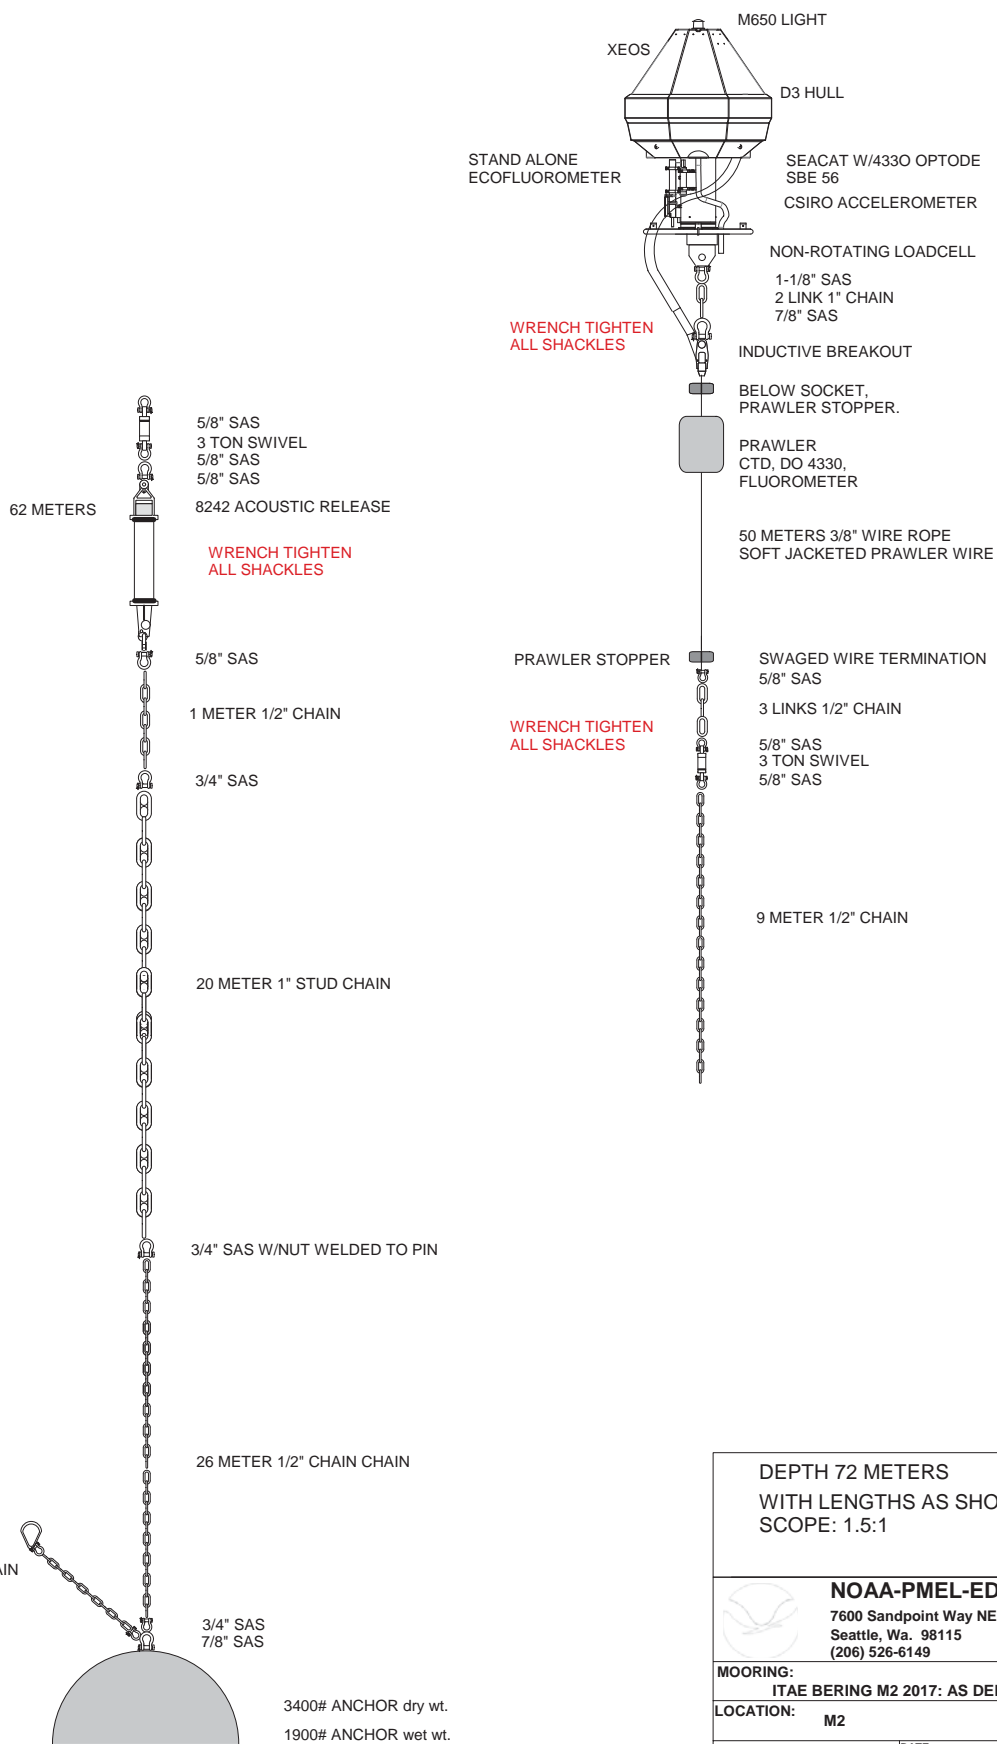 M650 LIGHT
XEOS
D3 HULL
STAND ALONE
ECOFLUOROMETER
SEACAT W/433O OPTODE
SBE 56
CSIRO ACCELEROMETER
NON-ROTATING LOADCELL
1-1/8" SAS
2 LINK 1" CHAIN
7/8" SAS
WRENCH TIGHTEN
ALL SHACKLES
INDUCTIVE BREAKOUT
BELOW SOCKET,
PRAWLER STOPPER.
PRAWLER
CTD, DO 4330,
FLUOROMETER
50 METERS 3/8" WIRE ROPE
SOFT JACKETED PRAWLER WIRE
PRAWLER STOPPER
SWAGED WIRE TERMINATION
5/8" SAS
3 LINKS 1/2" CHAIN
WRENCH TIGHTEN
ALL SHACKLES
5/8" SAS
3 TON SWIVEL
5/8" SAS
9 METER 1/2" CHAIN
5/8" SAS
3 TON SWIVEL
5/8" SAS
5/8" SAS
62 METERS
8242 ACOUSTIC RELEASE
WRENCH TIGHTEN
ALL SHACKLES
5/8" SAS
1 METER 1/2" CHAIN
3/4" SAS
20 METER 1" STUD CHAIN
3/4" SAS W/NUT WELDED TO PIN
26 METER 1/2" CHAIN CHAIN
AIN
3/4" SAS
7/8" SAS
3400# ANCHOR dry wt.
1900# ANCHOR wet wt.
DEPTH 72 METERS
WITH LENGTHS AS SHO
SCOPE: 1.5:1
NOAA-PMEL-ED
7600 Sandpoint Way NE
Seattle, Wa. 98115
(206) 526-6149
MOORING:
ITAE BERING M2 2017: AS DE
LOCATION:
M2